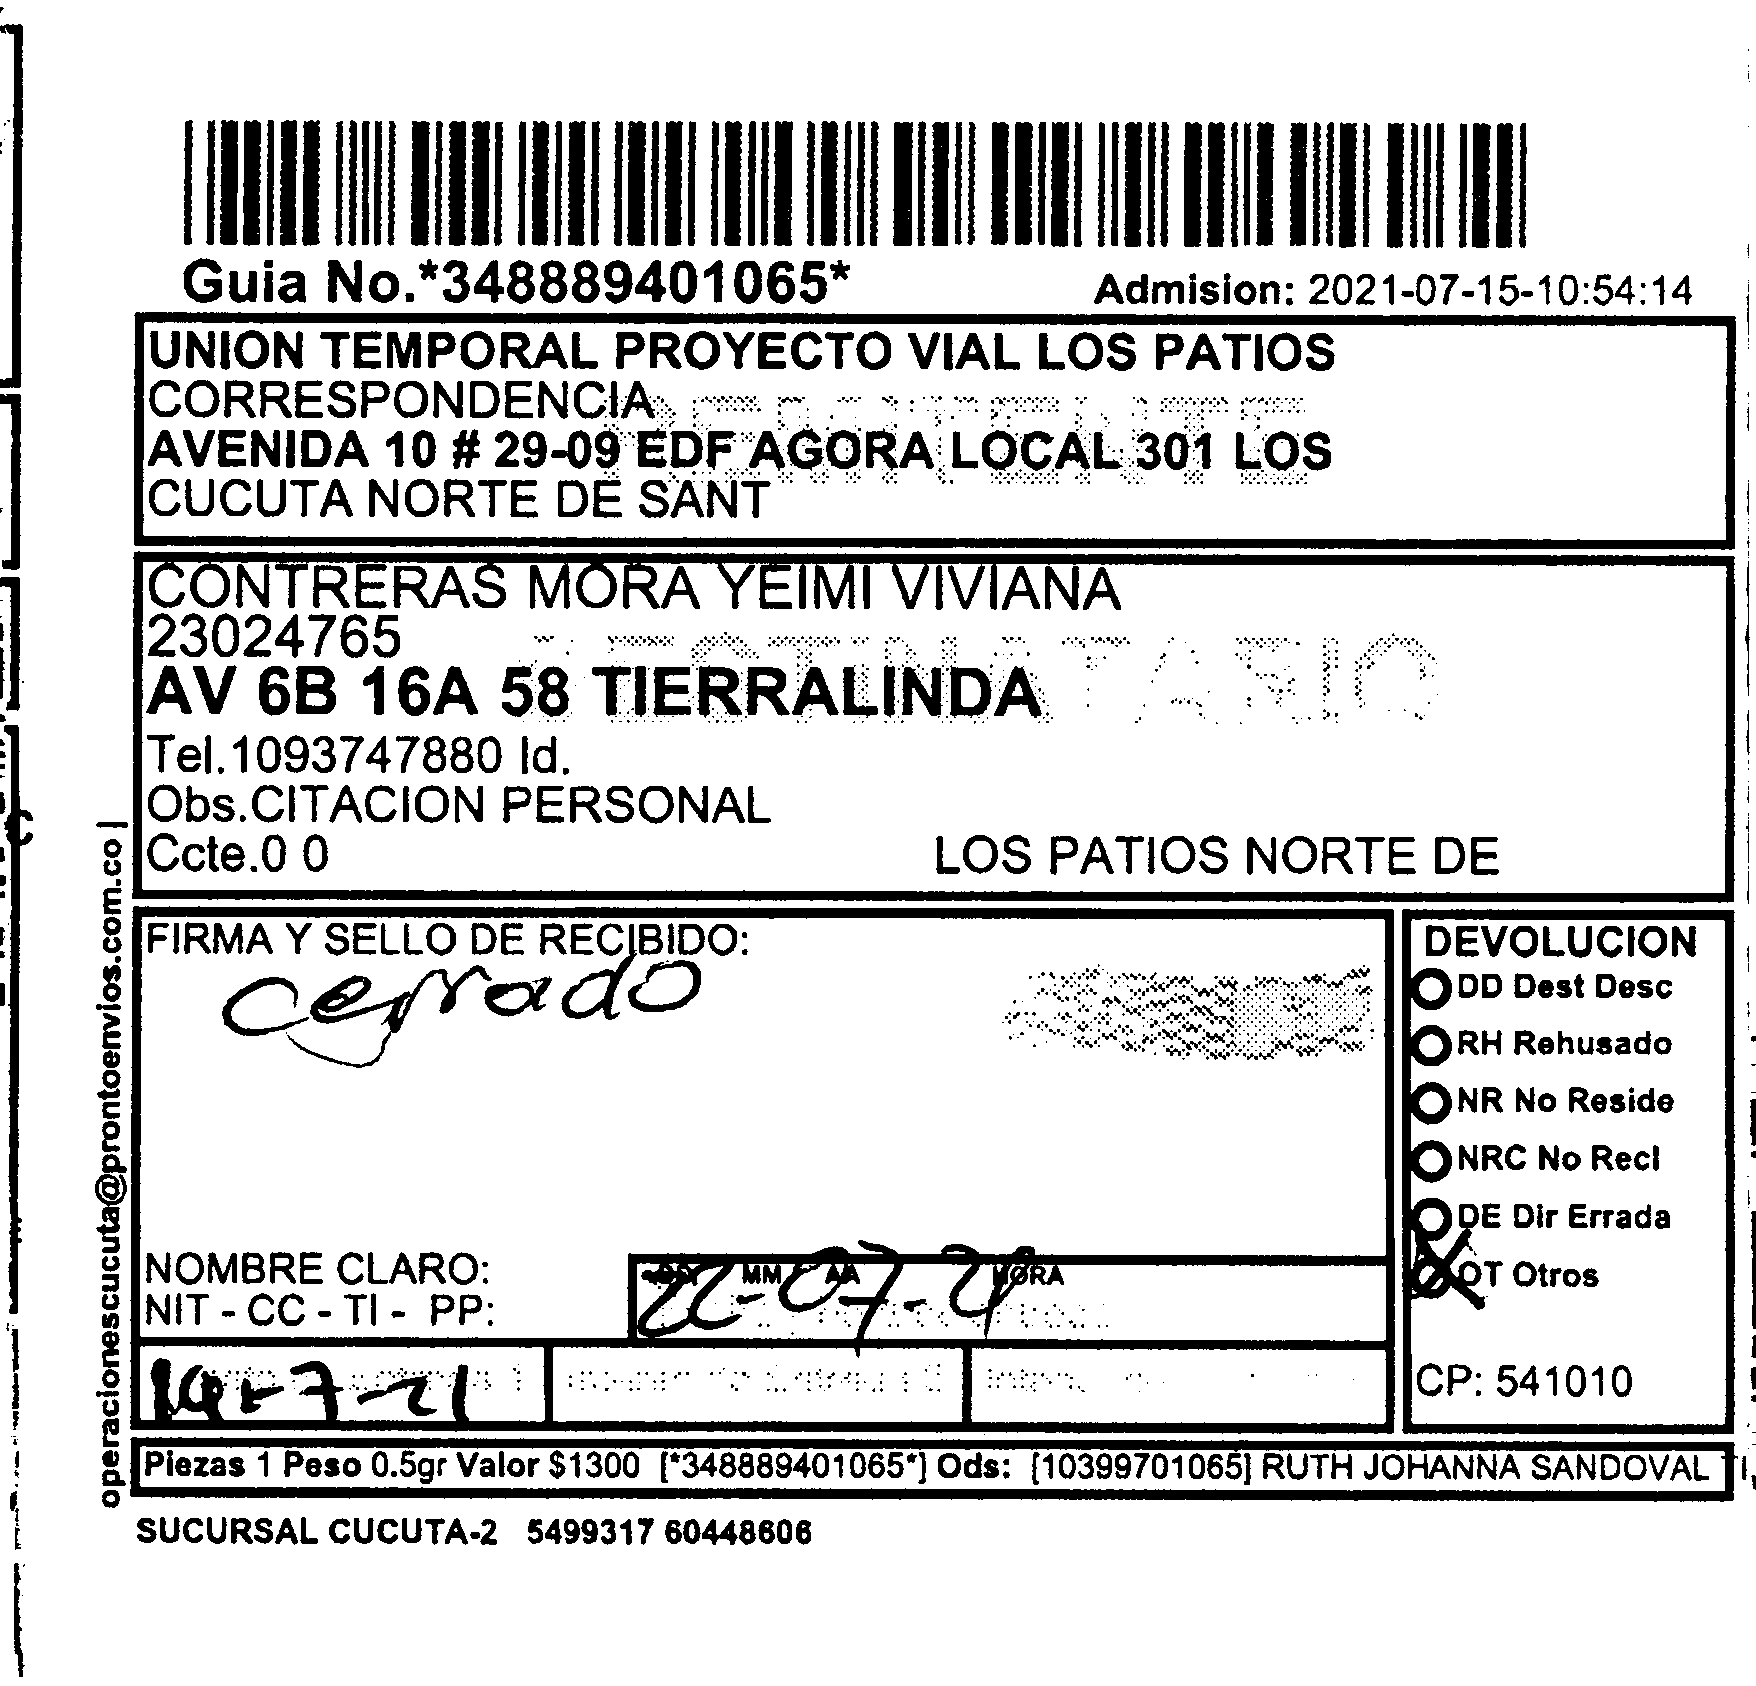 Guia No.*348889401065*
Admision: 2021-07-15-10:54:14
UNION TEMPORAL PROYECTO VIAL LOS PATIOS
CORRESPONDENCIA
REMITENTE
AVENIDA 10 # 29-09 EDF AGORA LOCAL 301 LOS
CUCUTA NORTE DE SANT
CONTRERAS MORA YEIMI VIVIANA
23024765
DESTINATARIO
AV 6B 16A 58 TIERRALINDA
Tel.1093747880 Id.
Obs.CITACION PERSONAL
Ccte.0 0
LOS PATIOS NORTE DE
FIRMA Y SELLO DE RECIBIDO:
cerrado
NOMBRE CLARO:
NIT - CC - TI - PP:
MM AA HORA
22-07-21
-7-21
DEVOLUCION
DD Dest Desc
RH Rehusado
NR No Reside
NRC No Recl
DE Dir Errada
OT Otros
CP: 541010
Piezas 1 Peso 0.5gr Valor $1300 [*348889401065*] Ods: [10399701065] RUTH JOHANNA SANDOVAL
SUCURSAL CUCUTA-2 5499317 60448606
operacionescucuta@prontoenvios.com.co |